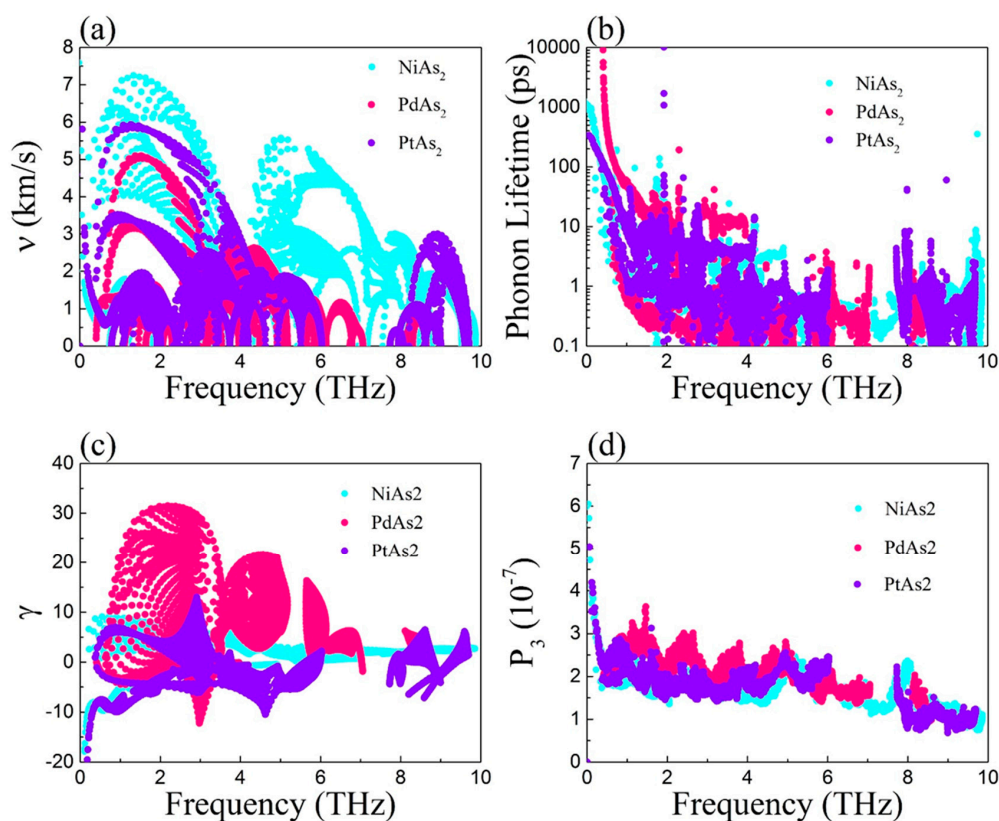 (a)
8
7
6
5
4
3
2
1
0
ν (km/s)
NiAs₂
PdAs₂
PtAs₂
0 2 4 6 8 10
Frequency (THz)
(b)
10000
1000
100
10
1
0.1
Phonon Lifetime (ps)
NiAs₂
PdAs₂
PtAs₂
0 2 4 6 8 10
Frequency (THz)
(c)
40
30
20
10
0
-10
-20
γ
NiAs2
PdAs2
PtAs2
0 2 4 6 8 10
Frequency (THz)
(d)
7
6
5
4
3
2
1
0
P₃ (10⁻⁷)
NiAs2
PdAs2
PtAs2
0 2 4 6 8 10
Frequency (THz)